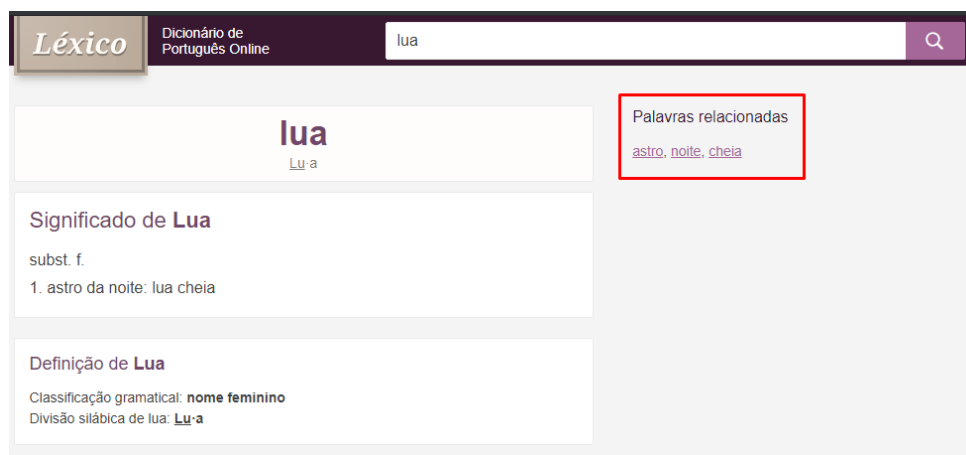 Léxico
Dicionário de
Português Online
lua
lua
Lu·a
Palavras relacionadas
astro, noite, cheia
Significado de Lua
subst. f.
1. astro da noite: lua cheia
Definição de Lua
Classificação gramatical: nome feminino
Divisão silábica de lua: Lu·a